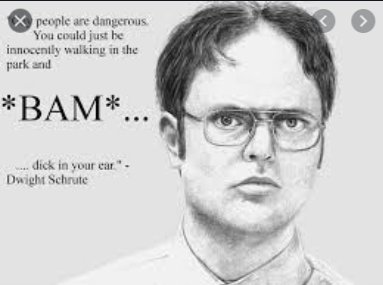 people are dangerous.
You could just be
innocently walking in the
park and
*BAM*...
.... dick in your ear." -
Dwight Schrute